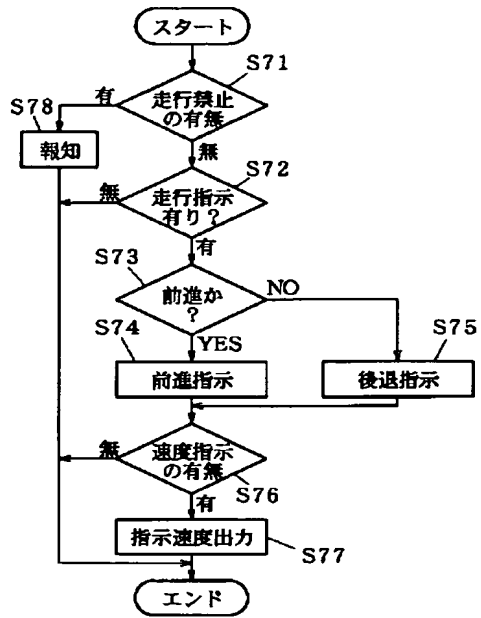 スタート
S71
走行禁止
の有無
有
S78
報知
無
S72
走行指示
有り？
無
有
S73
前進か
？
NO
YES
S74
前進指示
S75
後退指示
速度指示
の有無
無
S76
有
指示速度出力
S77
エンド